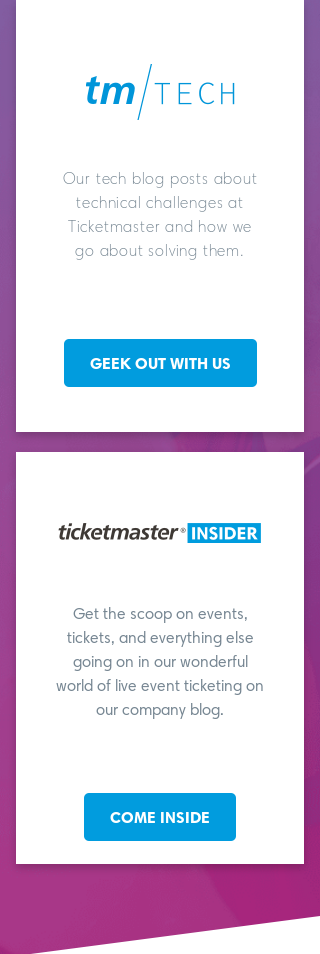 tm/TECH
Our tech blog posts about
technical challenges at
Ticketmaster and how we
go about solving them.
GEEK OUT WITH US
ticketmaster® INSIDER
Get the scoop on events,
tickets, and everything else
going on in our wonderful
world of live event ticketing on
our company blog.
COME INSIDE